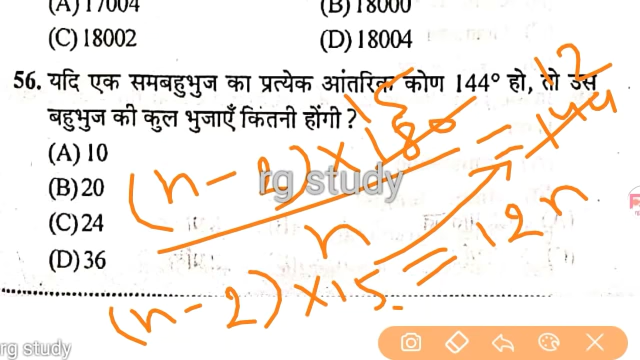 (A) 17004 (B) 18000
(C) 18002 (D) 18004
56. यदि एक समबहुभुज का प्रत्येक आंतरिक कोण 144° हो, तो उस
बहुभुज की कुल भुजाएँ कितनी होंगी ?
(A) 10
(B) 20
(C) 24
(D) 36
15 12
(n - 2) × 180 = 144
n
(n - 2) × 15 = 12n
rg study
rg study